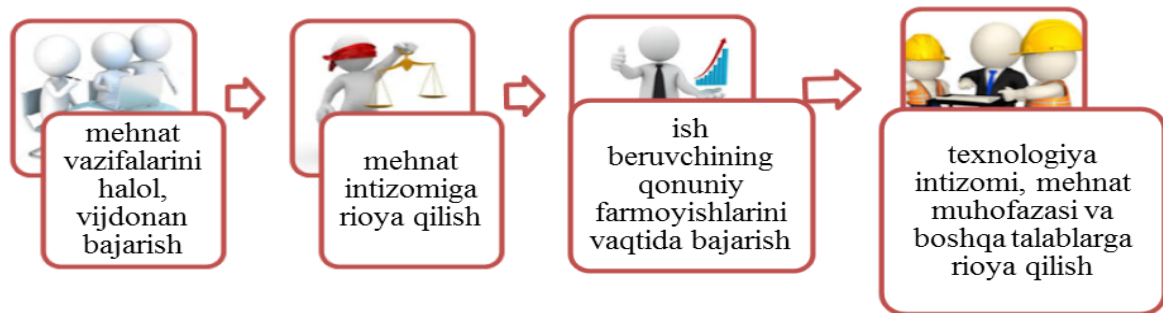 mehnat
vazifalarini
halol,
vijdonan
bajarish
mehnat
intizomiga
rioya qilish
ish
beruvchining
qonuniy
farmoyishlarini
vaqtida bajarish
texnologiya
intizomi, mehnat
muhofazasi va
boshqa talablarga
rioya qilish